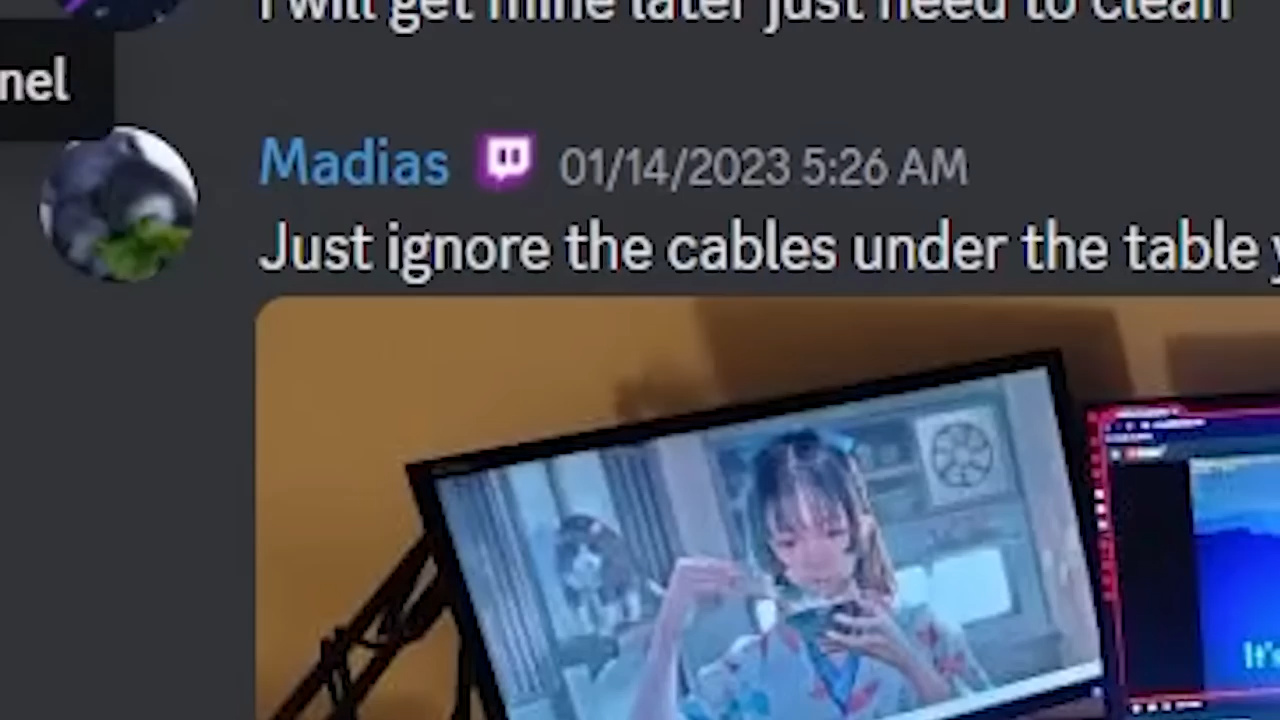 I will get mine later just need to clean
nel
Madias 01/14/2023 5:26 AM
Just ignore the cables under the table y
It's